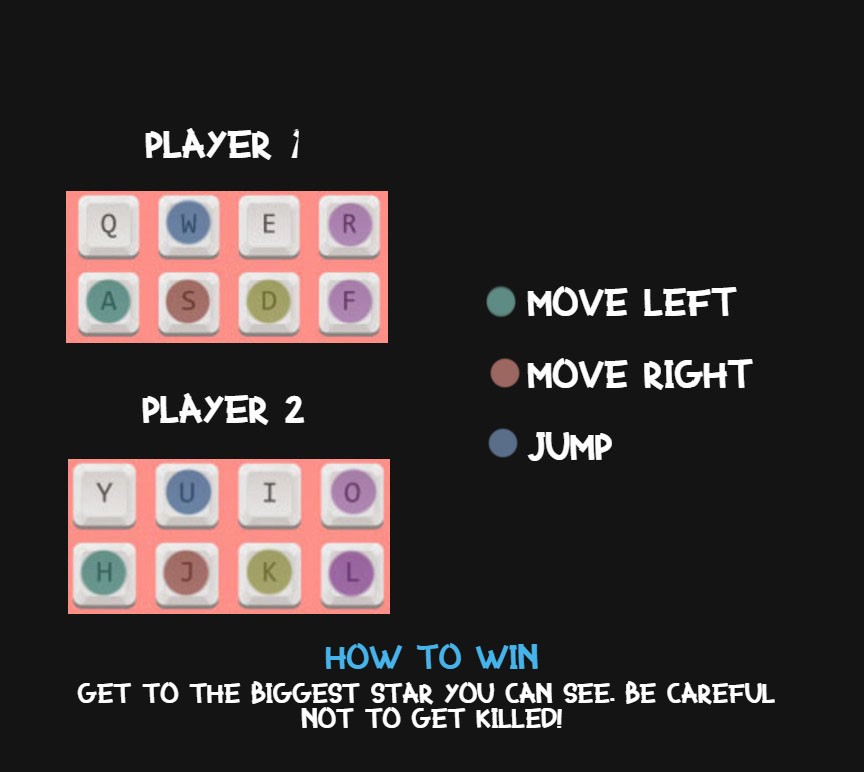 PLAYER 1
Q W E R
A S D F
MOVE LEFT
MOVE RIGHT
PLAYER 2
JUMP
Y U I O
H J K L
HOW TO WIN
GET TO THE BIGGEST STAR YOU CAN SEE. BE CAREFUL
NOT TO GET KILLED!